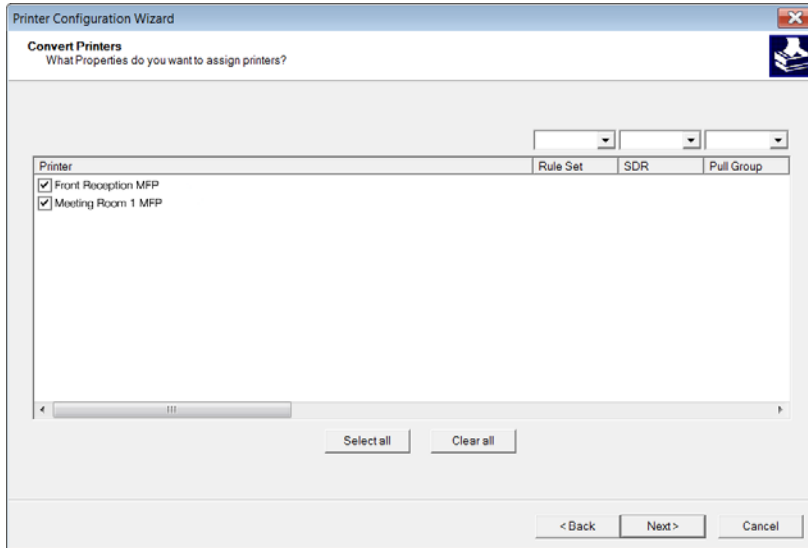 Printer Configuration Wizard
Convert Printers
What Properties do you want to assign printers?
Printer Rule Set SDR Pull Group
Front Reception MFP
Meeting Room 1 MFP
Select all Clear all
< Back Next > Cancel